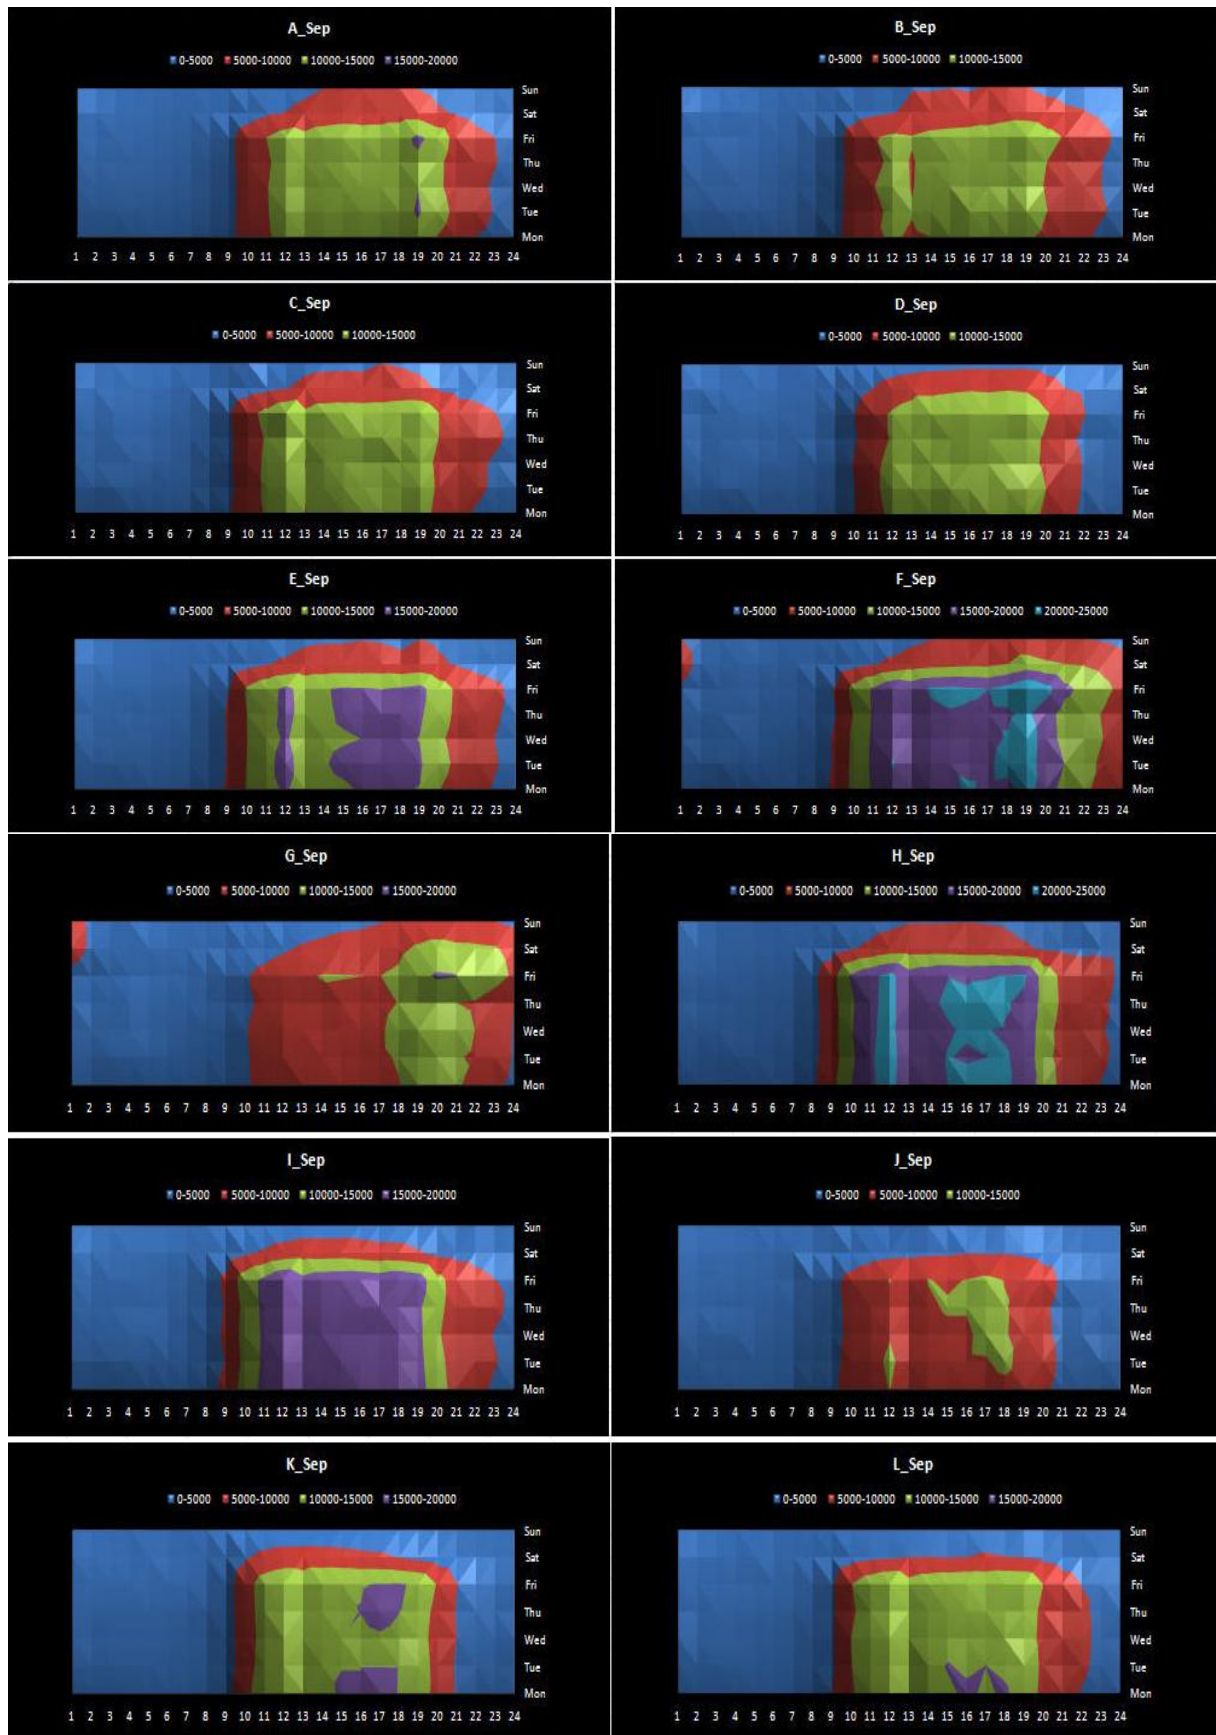 A_Sep
0-5000 5000-10000 10000-15000 15000-20000
Sun
Sat
Fri
Thu
Wed
Tue
Mon
1 2 3 4 5 6 7 8 9 10 11 12 13 14 15 16 17 18 19 20 21 22 23 24
B_Sep
0-5000 5000-10000 10000-15000
Sun
Sat
Fri
Thu
Wed
Tue
Mon
1 2 3 4 5 6 7 8 9 10 11 12 13 14 15 16 17 18 19 20 21 22 23 24
C_Sep
0-5000 5000-10000 10000-15000
Sun
Sat
Fri
Thu
Wed
Tue
Mon
1 2 3 4 5 6 7 8 9 10 11 12 13 14 15 16 17 18 19 20 21 22 23 24
D_Sep
0-5000 5000-10000 10000-15000
Sun
Sat
Fri
Thu
Wed
Tue
Mon
1 2 3 4 5 6 7 8 9 10 11 12 13 14 15 16 17 18 19 20 21 22 23 24
E_Sep
0-5000 5000-10000 10000-15000 15000-20000
Sun
Sat
Fri
Thu
Wed
Tue
Mon
1 2 3 4 5 6 7 8 9 10 11 12 13 14 15 16 17 18 19 20 21 22 23 24
F_Sep
0-5000 5000-10000 10000-15000 15000-20000 20000-25000
Sun
Sat
Fri
Thu
Wed
Tue
Mon
1 2 3 4 5 6 7 8 9 10 11 12 13 14 15 16 17 18 19 20 21 22 23 24
G_Sep
0-5000 5000-10000 10000-15000 15000-20000
Sun
Sat
Fri
Thu
Wed
Tue
Mon
1 2 3 4 5 6 7 8 9 10 11 12 13 14 15 16 17 18 19 20 21 22 23 24
H_Sep
0-5000 5000-10000 10000-15000 15000-20000 20000-25000
Sun
Sat
Fri
Thu
Wed
Tue
Mon
1 2 3 4 5 6 7 8 9 10 11 12 13 14 15 16 17 18 19 20 21 22 23 24
I_Sep
0-5000 5000-10000 10000-15000 15000-20000
Sun
Sat
Fri
Thu
Wed
Tue
Mon
1 2 3 4 5 6 7 8 9 10 11 12 13 14 15 16 17 18 19 20 21 22 23 24
J_Sep
0-5000 5000-10000 10000-15000
Sun
Sat
Fri
Thu
Wed
Tue
Mon
1 2 3 4 5 6 7 8 9 10 11 12 13 14 15 16 17 18 19 20 21 22 23 24
K_Sep
0-5000 5000-10000 10000-15000 15000-20000
Sun
Sat
Fri
Thu
Wed
Tue
Mon
1 2 3 4 5 6 7 8 9 10 11 12 13 14 15 16 17 18 19 20 21 22 23 24
L_Sep
0-5000 5000-10000 10000-15000 15000-20000
Sun
Sat
Fri
Thu
Wed
Tue
Mon
1 2 3 4 5 6 7 8 9 10 11 12 13 14 15 16 17 18 19 20 21 22 23 24